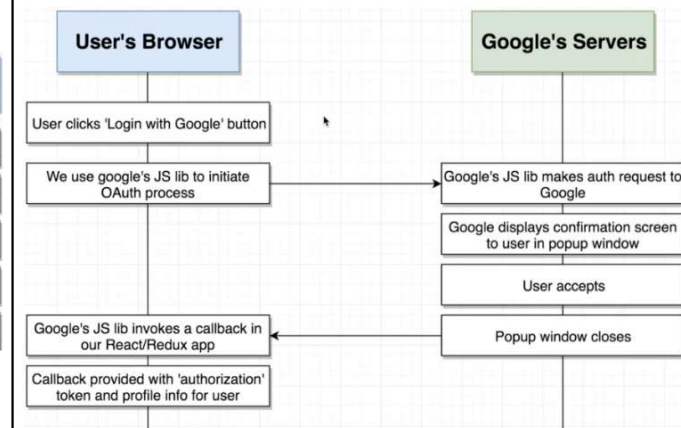 User's Browser
Google's Servers
User clicks 'Login with Google' button
We use google's JS lib to initiate
OAuth process
Google's JS lib makes auth request to
Google
Google displays confirmation screen
to user in popup window
User accepts
Google's JS lib invokes a callback in
our React/Redux app
Popup window closes
Callback provided with 'authorization'
token and profile info for user